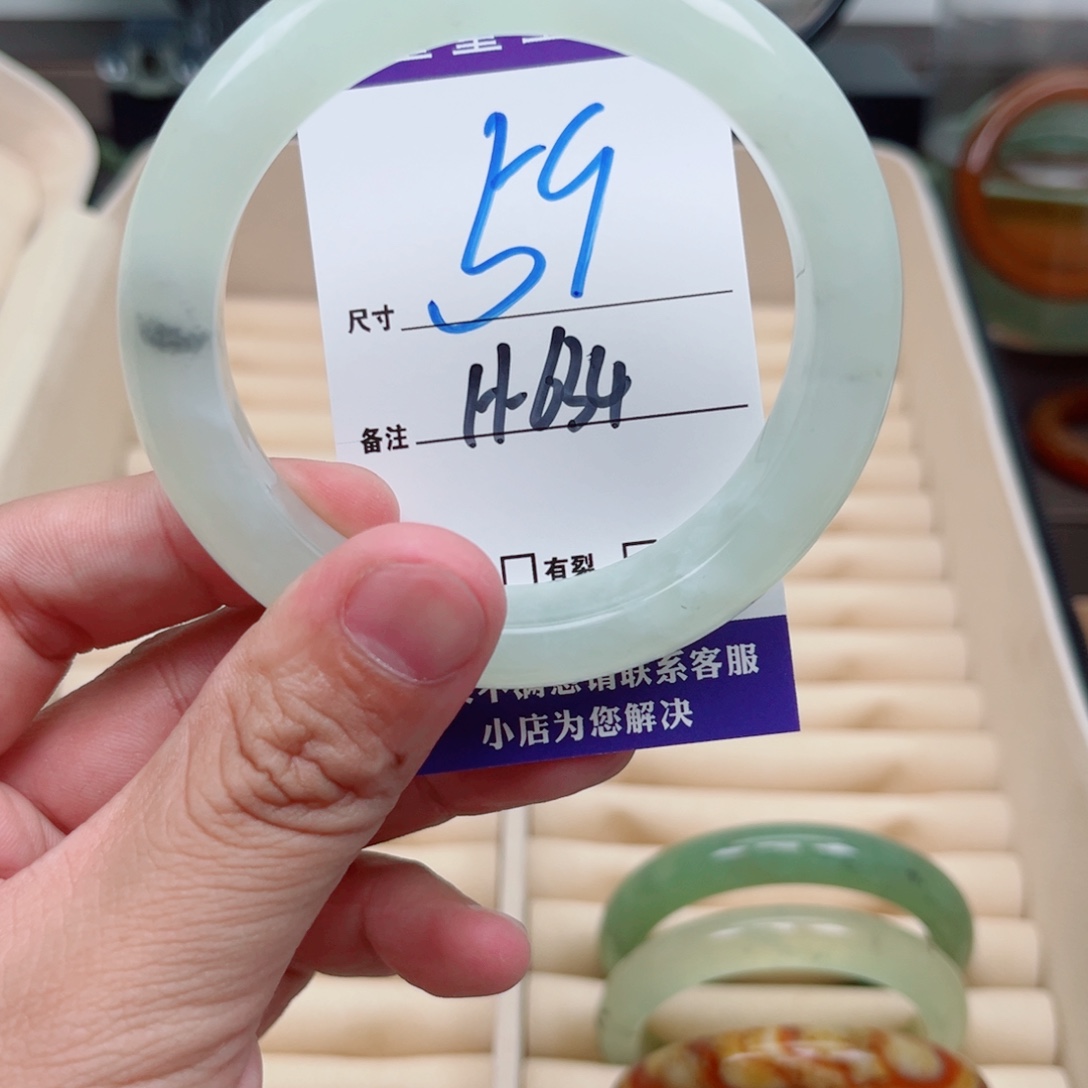 尺寸 59
备注 H-634
有裂
不满意请联系客服
小店为您解决